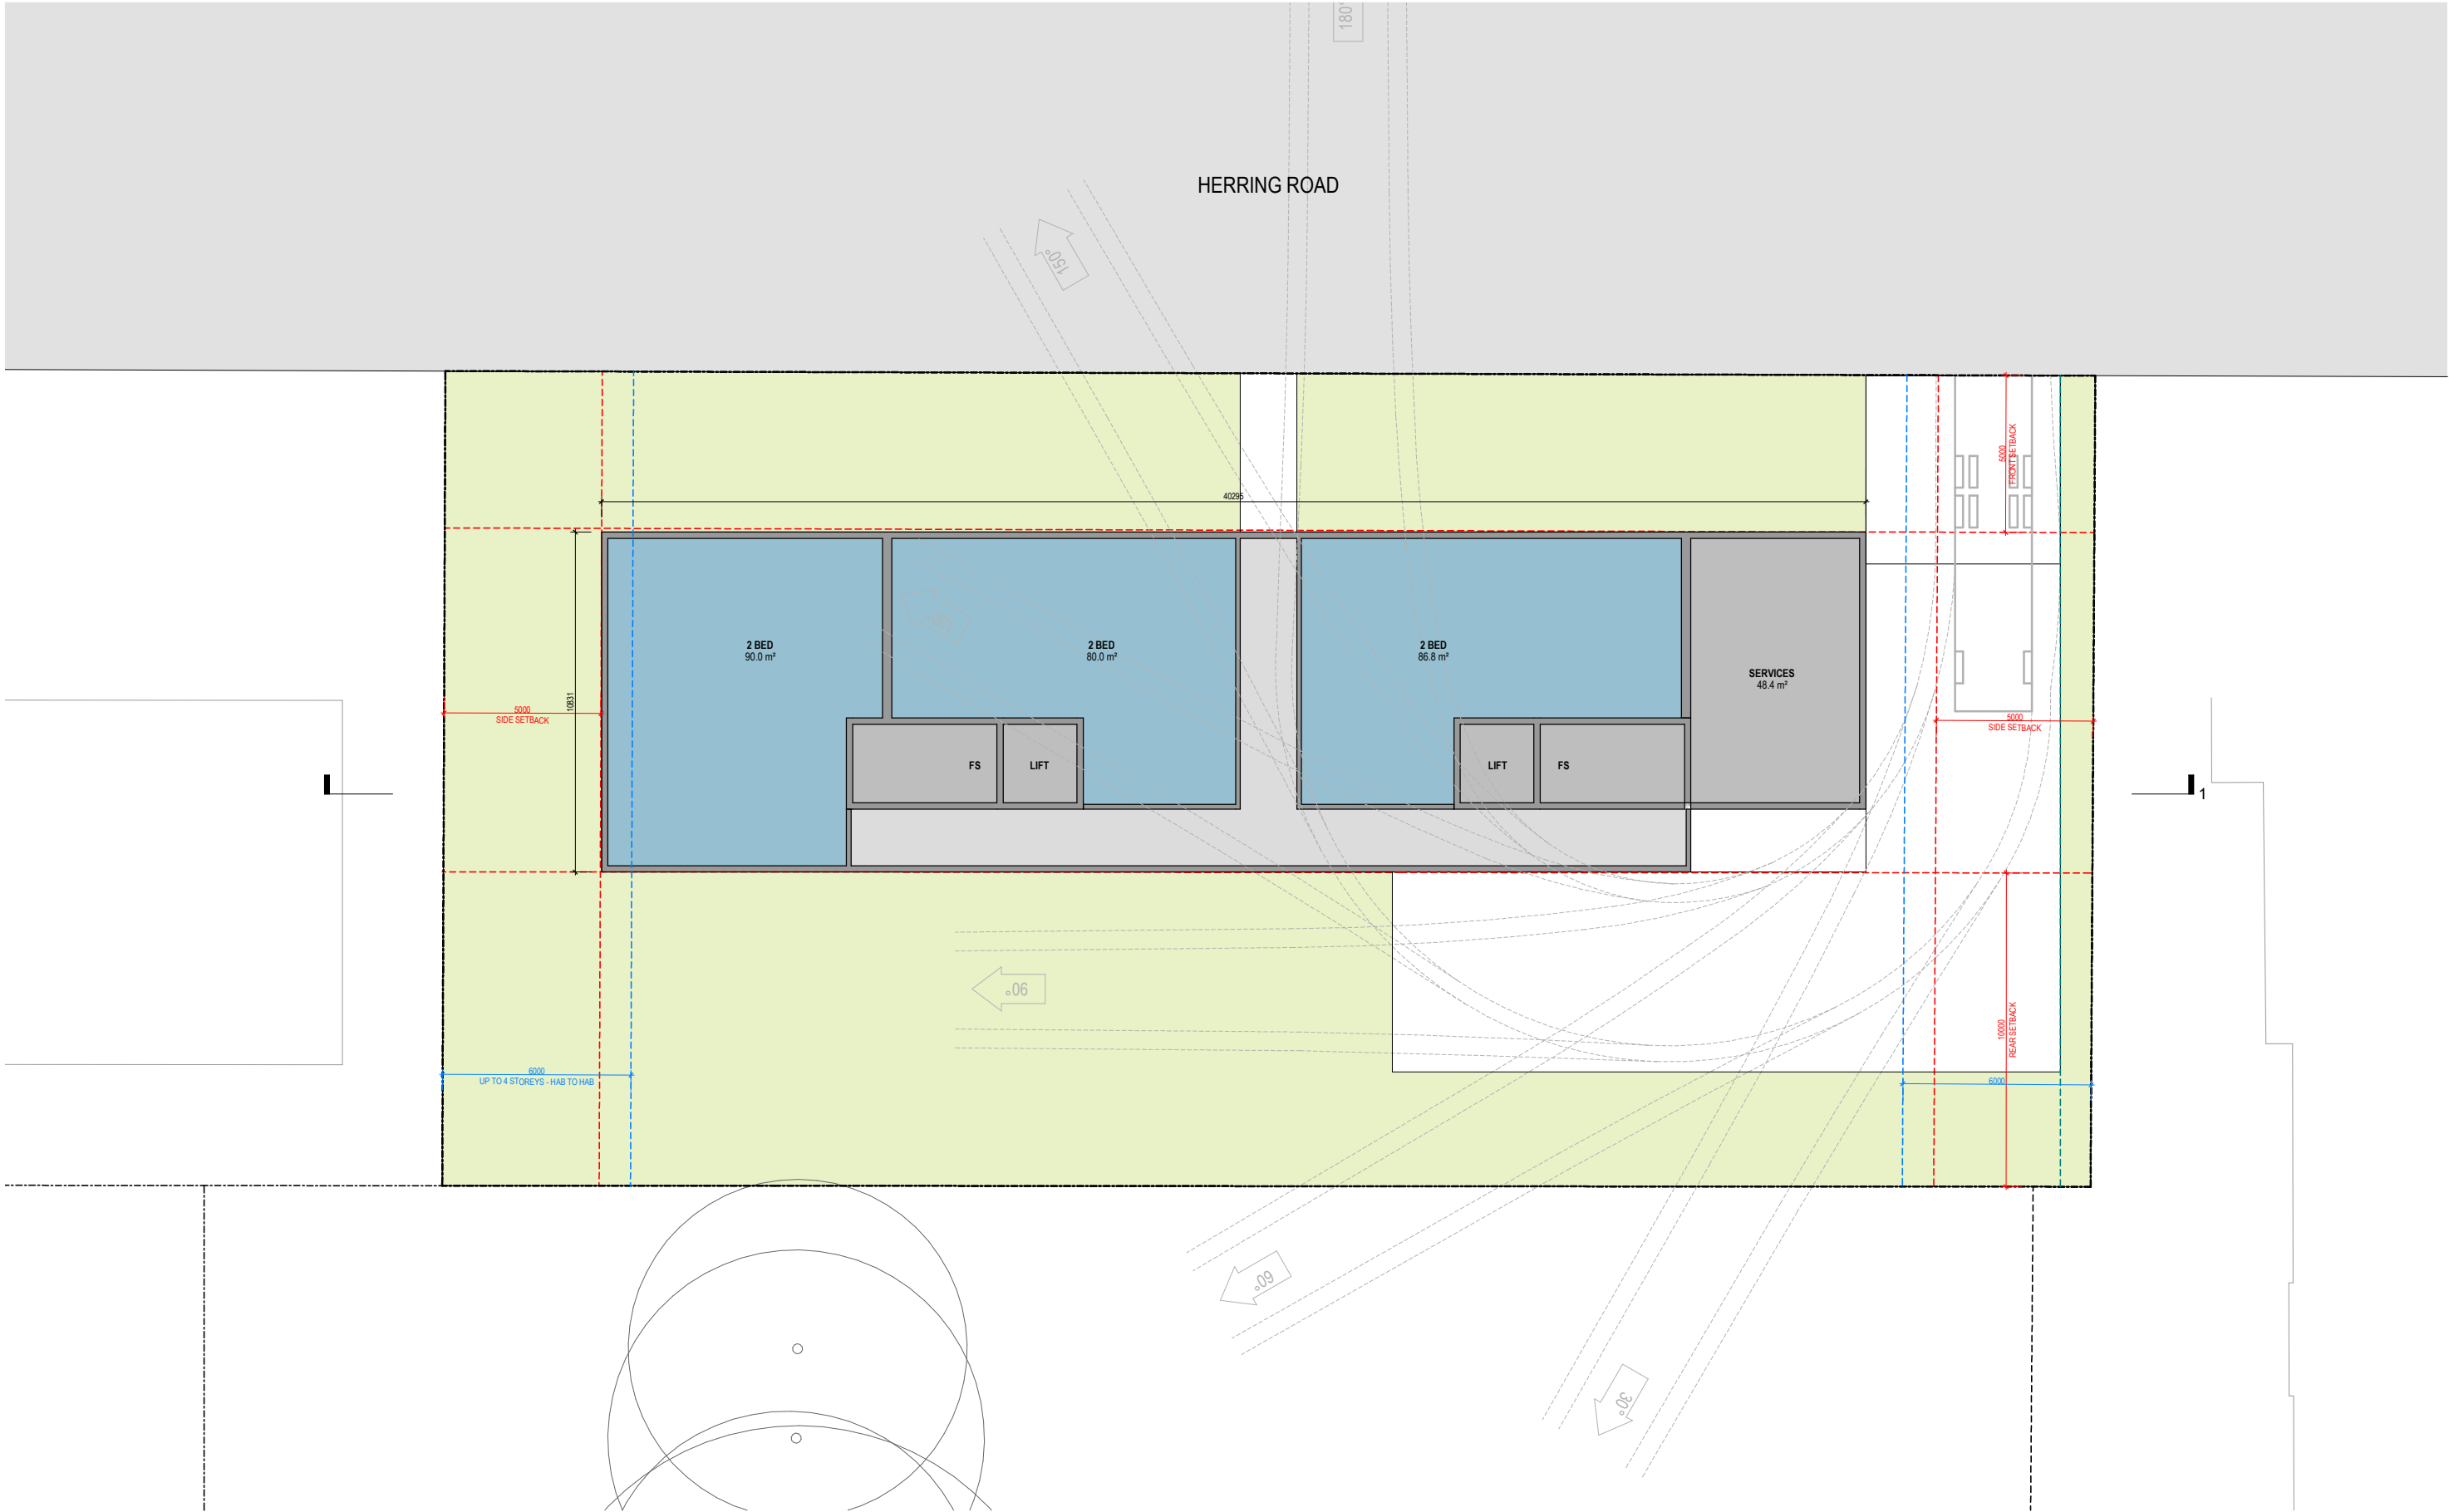 180°
HERRING ROAD
150°
5000
FRONT SETBACK
40295
2 BED
90.0 m²
2 BED
80.0 m²
2 BED
86.8 m²
SERVICES
48.4 m²
10831
5000
SIDE SETBACK
5000
SIDE SETBACK
FS
LIFT
LIFT
FS
1
90°
10000
REAR SETBACK
6000
UP TO 4 STOREYS - HAB TO HAB
6000
60°
30°